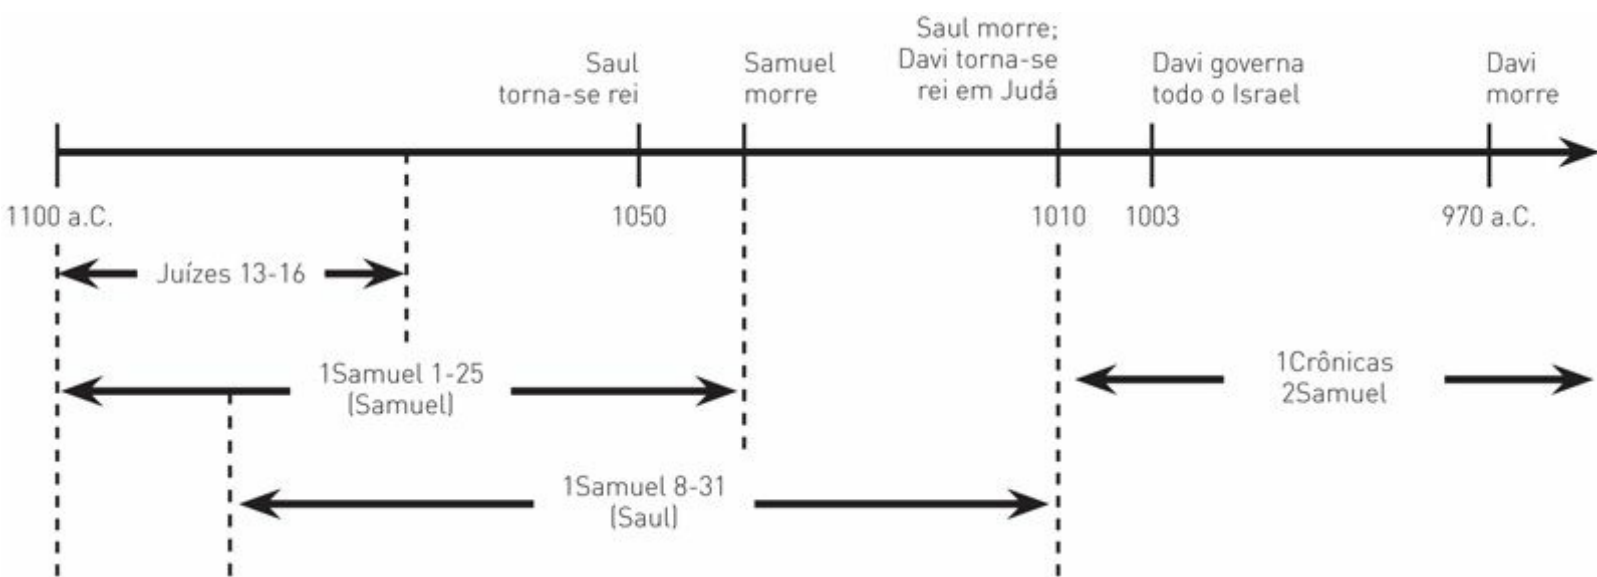 Saul
torna-se rei
Samuel
morre
Saul morre;
Davi torna-se
rei em Judá
Davi governa
todo o Israel
Davi
morre
1100 a.C.
1050
1010
1003
970 a.C.
Juízes 13-16
1Samuel 1-25
(Samuel)
1Crônicas
2Samuel
1Samuel 8-31
(Saul)